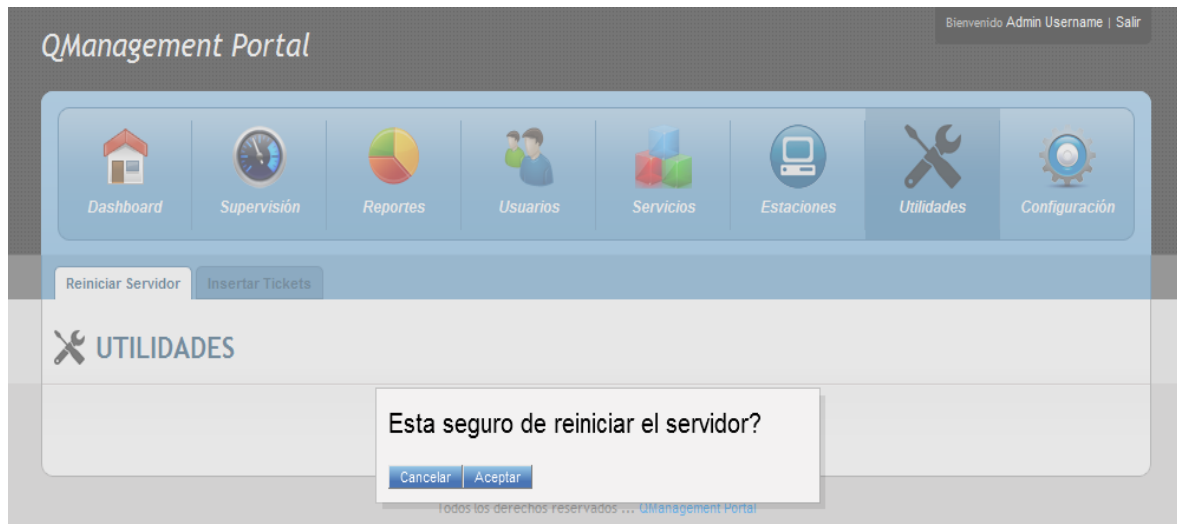 Bienvenido Admin Username | Salir
QManagement Portal
Dashboard Supervisión Reportes Usuarios Servicios Estaciones Utilidades Configuración
Reiniciar Servidor Insertar Tickets
UTILIDADES
Esta seguro de reiniciar el servidor?
Cancelar Aceptar
Todos los derechos reservados ... QManagement Portal